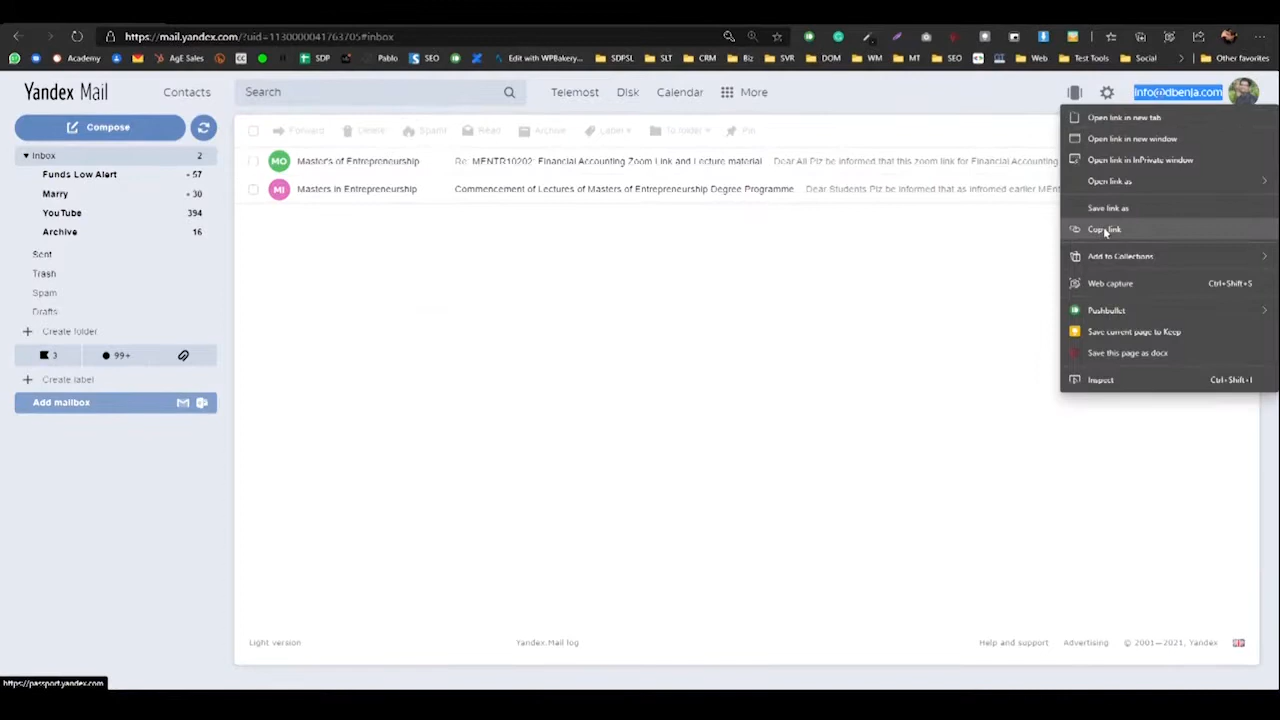 https://mail.yandex.com/?uid=1130000041763705#inbox
Academy
AgE Sales
SDP
Pablo
SEO
Edit with WPBakery...
SDPSL
SLT
CRM
Biz
SVR
DOM
WM
MT
SEO
Web
Test Tools
Social
Other favorites
Yandex Mail
Contacts
Search
Telemost
Disk
Calendar
More
info@dbenja.com
Compose
Forward
Delete
Spam!
Read
Archive
Label
To folder
Pin
Inbox 2
Funds Low Alert 57
Marry 30
YouTube 394
Archive 16
Sent
Trash
Spam
Drafts
Create folder
3
99+
Create label
Add mailbox
MO Master's of Entrepreneurship Re: MENTR10202: Financial Accounting Zoom Link and Lecture material Dear All Plz be informed that this zoom link for Financial Accounting
MI Masters in Entrepreneurship Commencement of Lectures of Masters of Entrepreneurship Degree Programme Dear Students Plz be informed that as infromed earlier MEnt
Open link in new tab
Open link in new window
Open link in InPrivate window
Open link as
Save link as
Copy link
Add to Collections
Web capture Ctrl+Shift+S
Pushbullet
Save current page to Keep
Save this page as docx
Inspect Ctrl+Shift+I
Light version
Yandex.Mail log
Help and support
Advertising
© 2001—2021, Yandex
https://passport.yandex.com